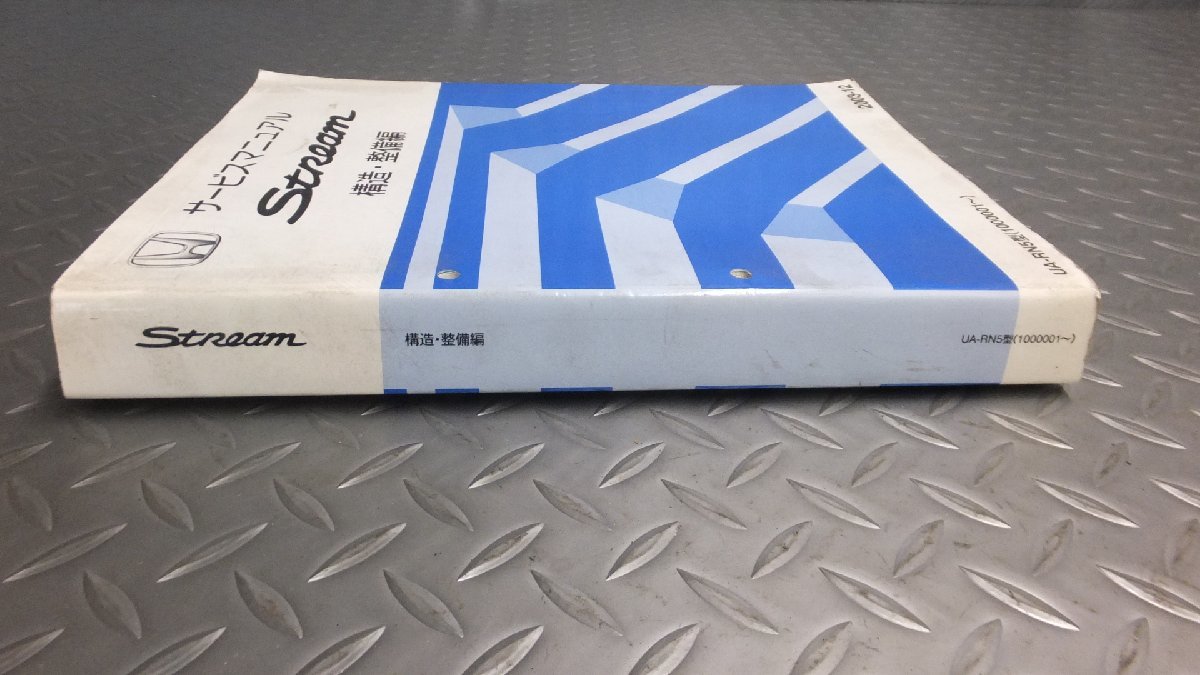 サービスマニュアル
Stream
構造・整備編
2003-12
UA-RN5型(1000001～)
Stream
構造・整備編
UA-RN5型(1000001～)